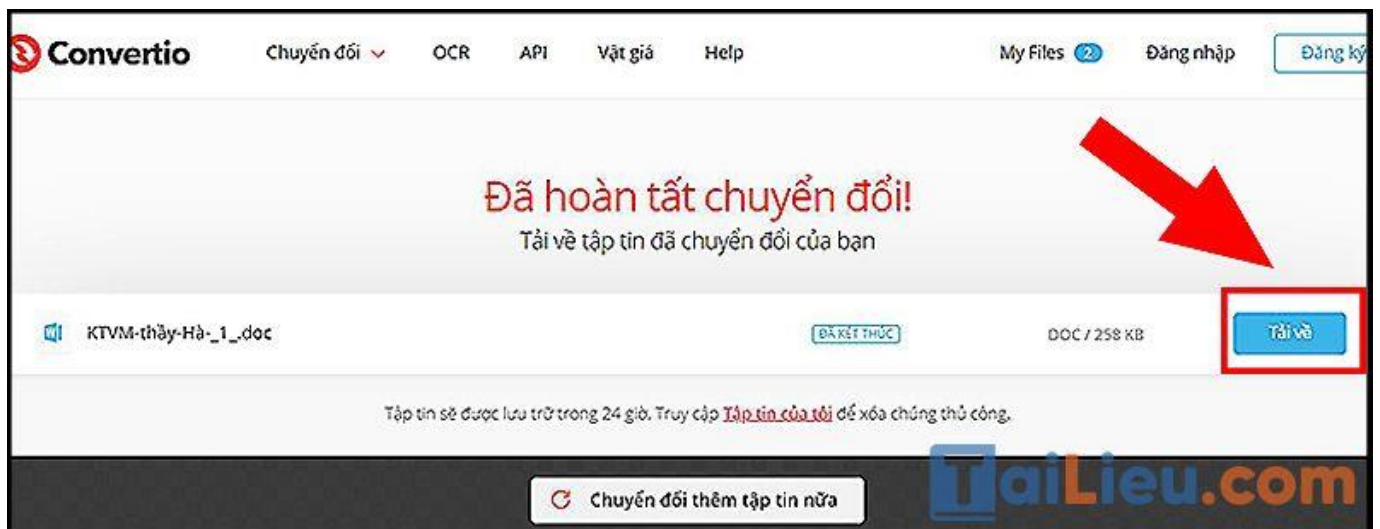 Convertio Chuyển đổi OCR API Vật giá Help My Files 2 Đăng nhập Đăng ký
Đã hoàn tất chuyển đổi!
Tải về tập tin đã chuyển đổi của bạn
KTVM-thầy-Hà-_1_.doc ĐÃ KẾT THÚC DOC / 258 KB Tải về
Tập tin sẽ được lưu trữ trong 24 giờ. Truy cập Tập tin của tôi để xóa chúng thủ công.
Chuyển đổi thêm tập tin nữa
TaiLieu.com